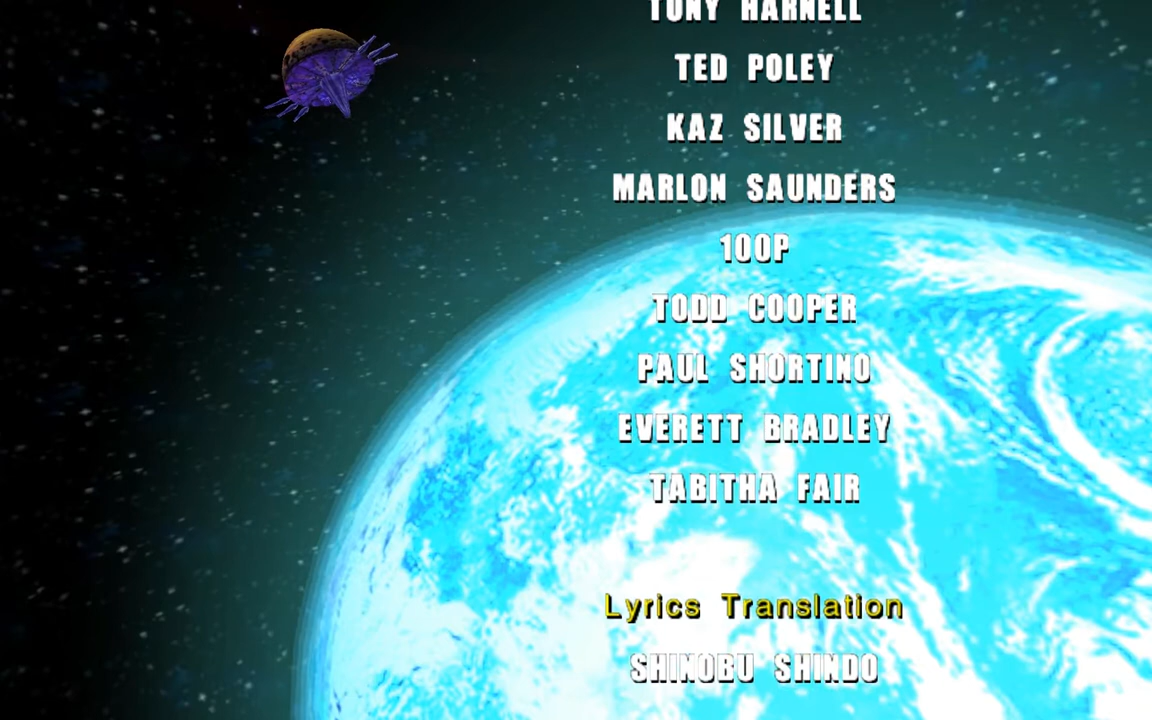 TONY HARNELL
TED POLEY
KAZ SILVER
MARLON SAUNDERS
100P
TODD COOPER
PAUL SHORTINO
EVERETT BRADLEY
TABITHA FAIR
Lyrics Translation
SHINOBU SHINDO